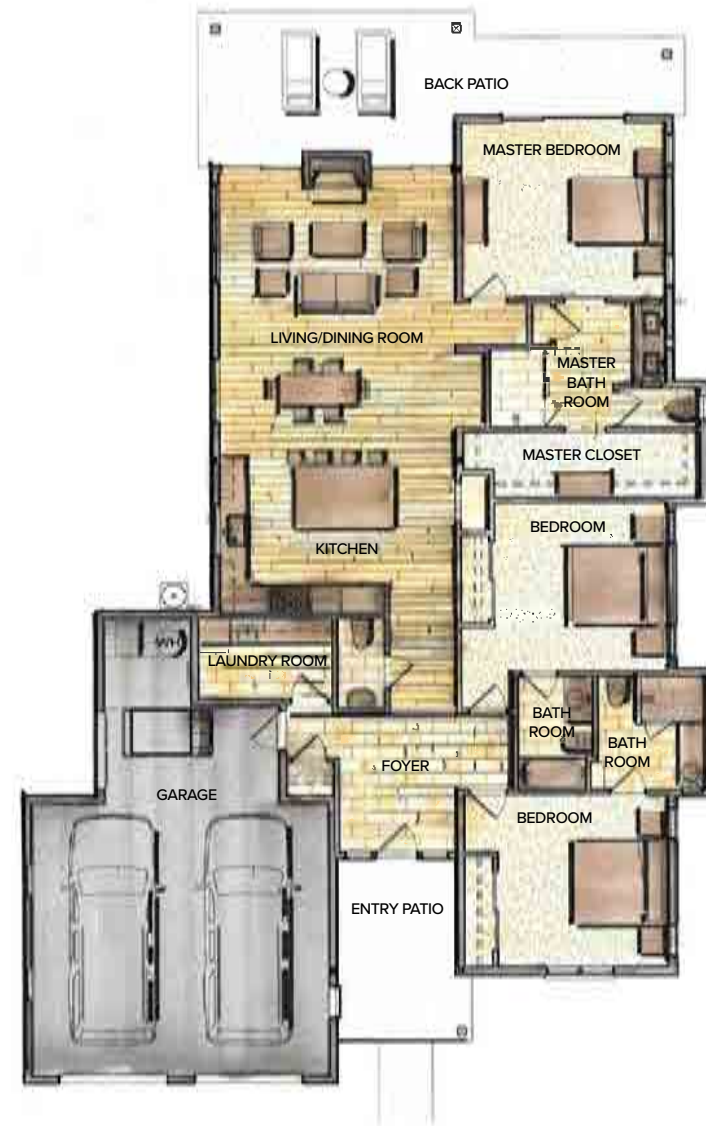 BACK PATIO
MASTER BEDROOM
LIVING/DINING ROOM
MASTER
BATH
ROOM
MASTER CLOSET
BEDROOM
KITCHEN
LAUNDRY ROOM
BATH
ROOM
BATH
ROOM
FOYER
GARAGE
BEDROOM
ENTRY PATIO